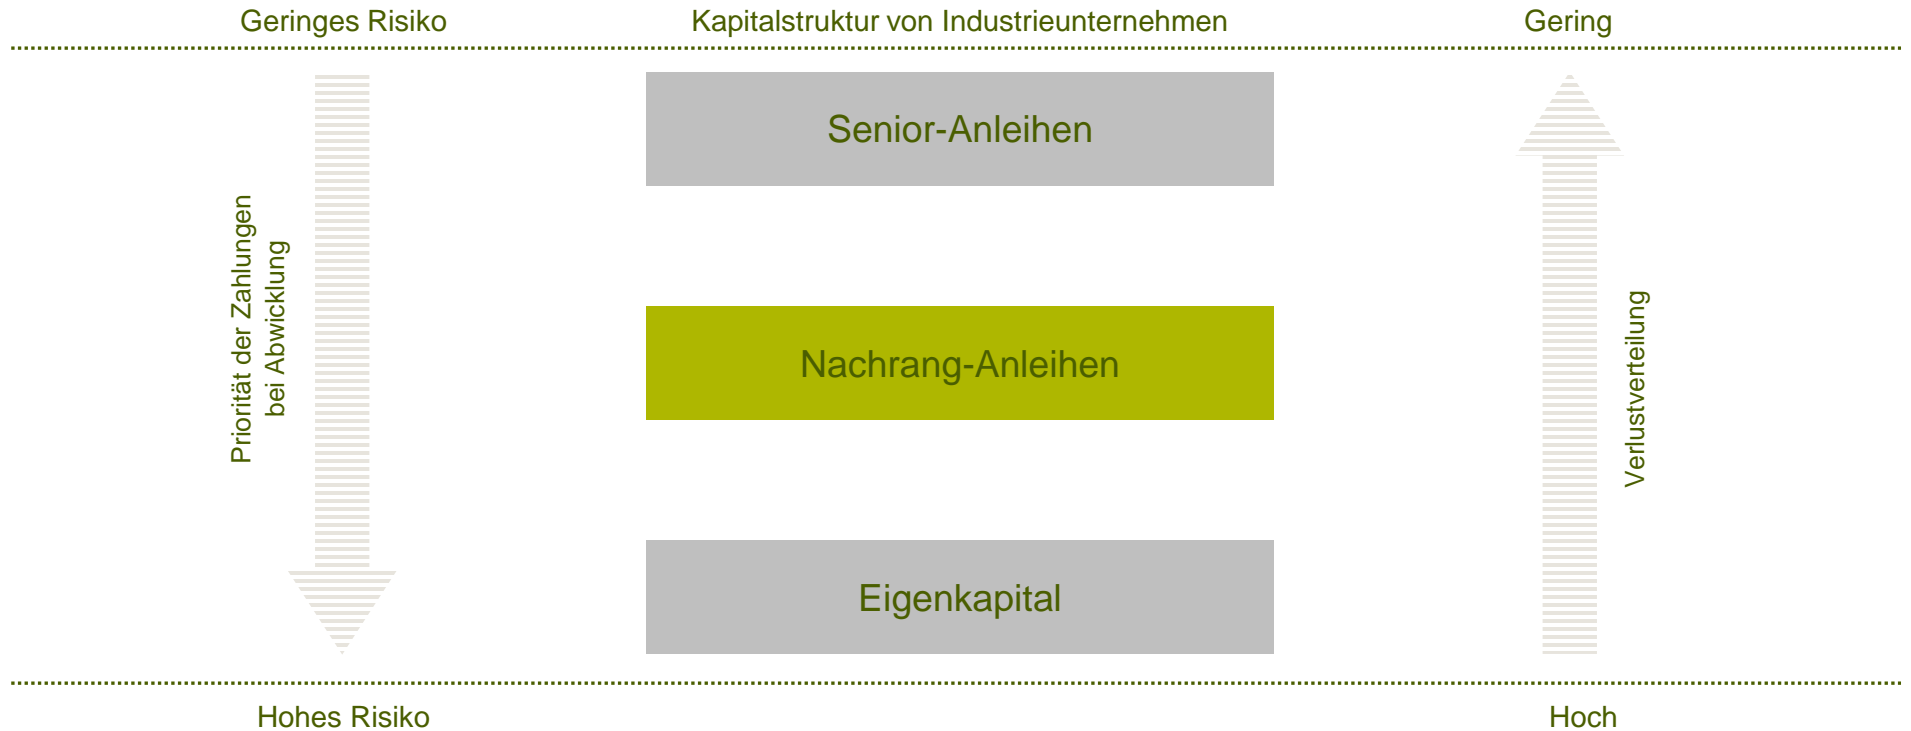 Geringes Risiko
Kapitalstruktur von Industrieunternehmen
Gering
Senior-Anleihen
Priorität der Zahlungen
bei Abwicklung
Nachrang-Anleihen
Verlustverteilung
Eigenkapital
Hohes Risiko
Hoch